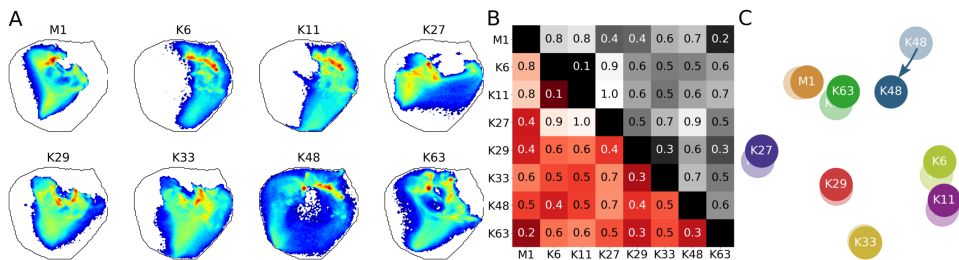 A
M1 K6 K11 K27
K29 K33 K48 K63
B
M1 0.8 0.8 0.4 0.4 0.6 0.7 0.2
K6 0.8 0.1 0.9 0.6 0.6 0.6 0.6
K11 0.8 0.1 1.0 0.6 0.5 0.6 0.6
K27 0.4 0.9 1.0 0.5 0.7 0.9 0.5
K29 0.4 0.6 0.6 0.4 0.3 0.6 0.3
K33 0.6 0.5 0.5 0.7 0.3 0.7 0.5
K48 0.5 0.4 0.5 0.7 0.4 0.5 0.6
K63 0.2 0.6 0.6 0.5 0.3 0.5 0.3
M1 K6 K11 K27 K29 K33 K48 K63
C
K48
M1
K63
K48
K27
K6
K29
K11
K33